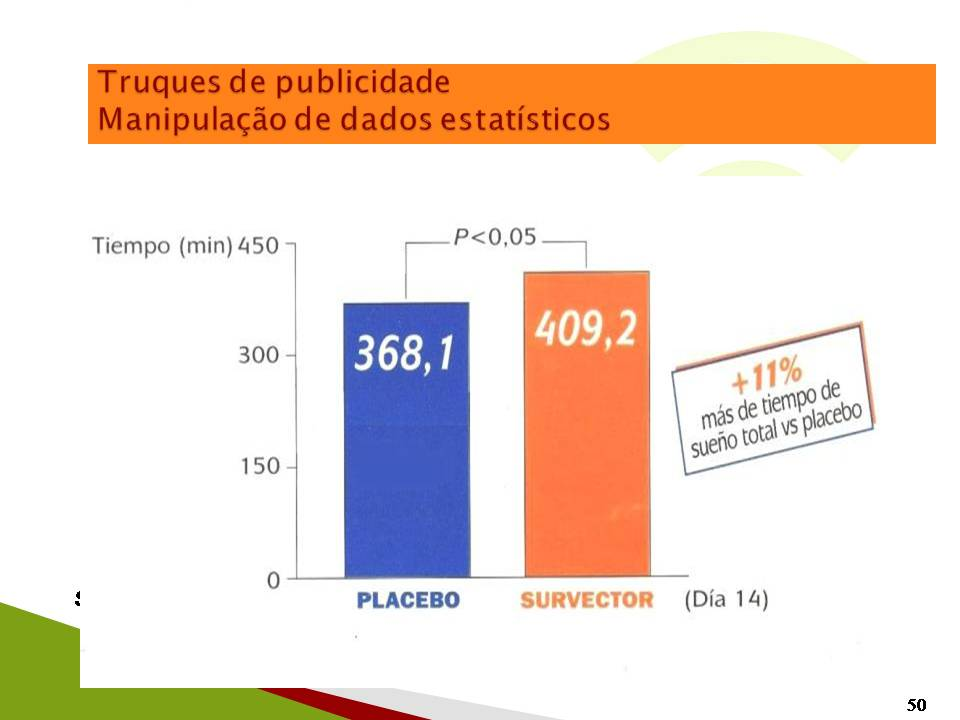 Truques de publicidade
Manipulação de dados estatísticos
Tiempo (min) 450
P<0,05
300
150
0
368,1
409,2
+11%
más de tiempo de
sueño total vs placebo
PLACEBO
SURVECTOR
(Día 14)
50